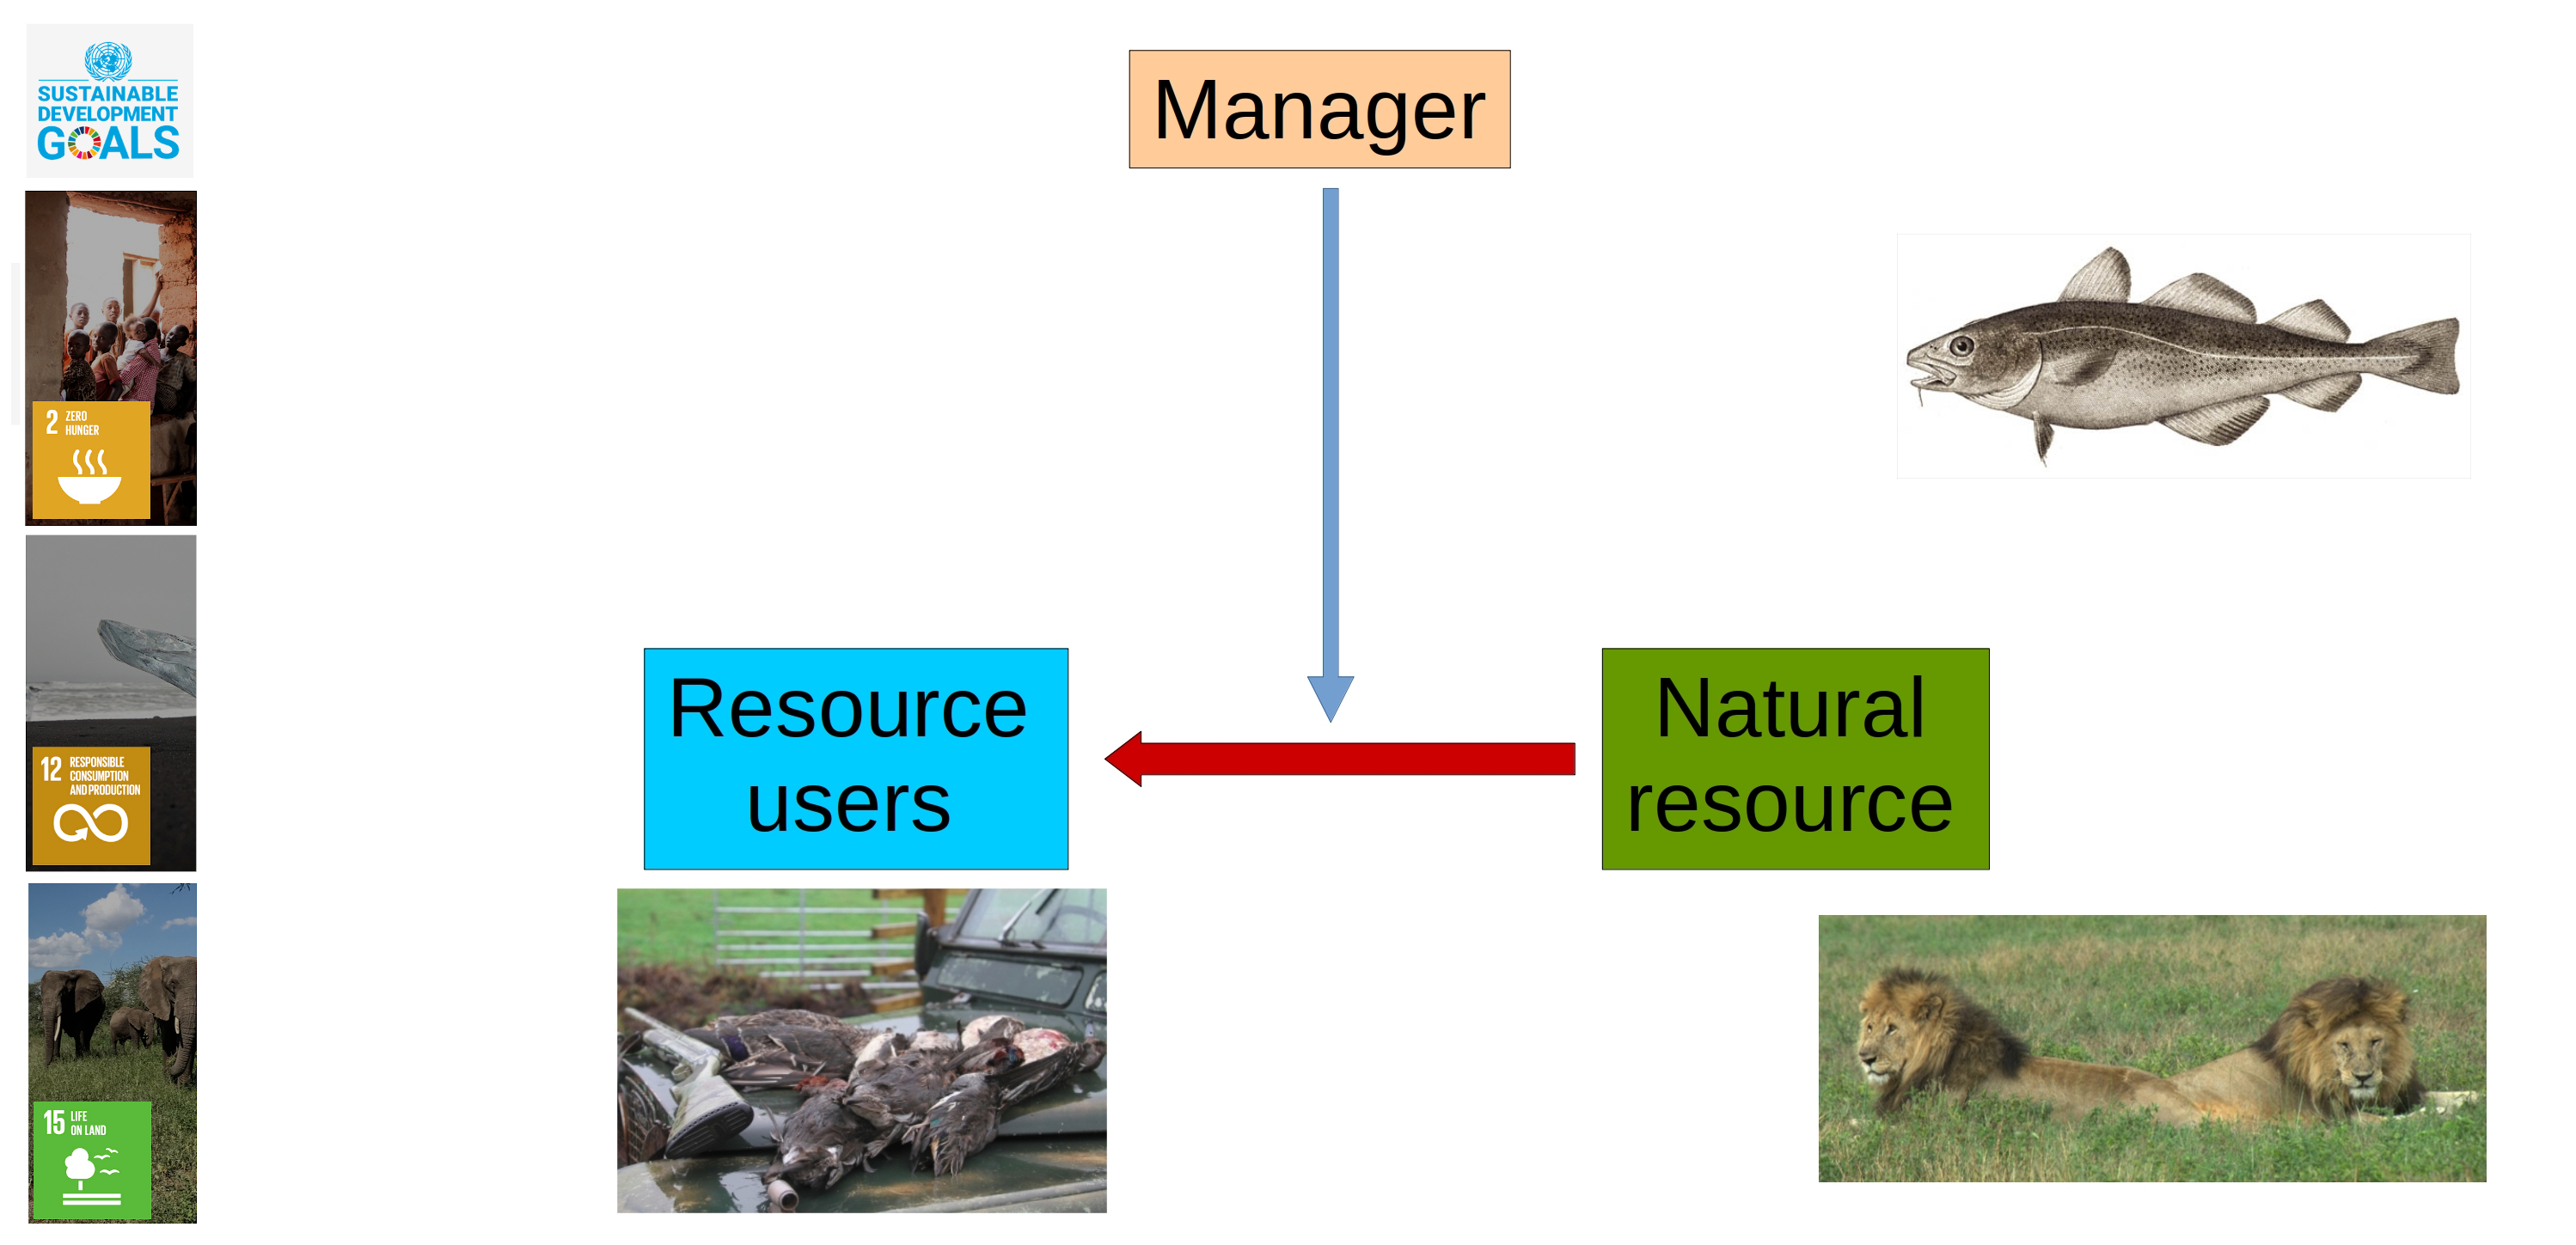 SUSTAINABLE
DEVELOPMENT
GOALS
2 ZERO
HUNGER
12 RESPONSIBLE
CONSUMPTION
AND PRODUCTION
15 LIFE
ON LAND
Manager
Resource
users
Natural
resource